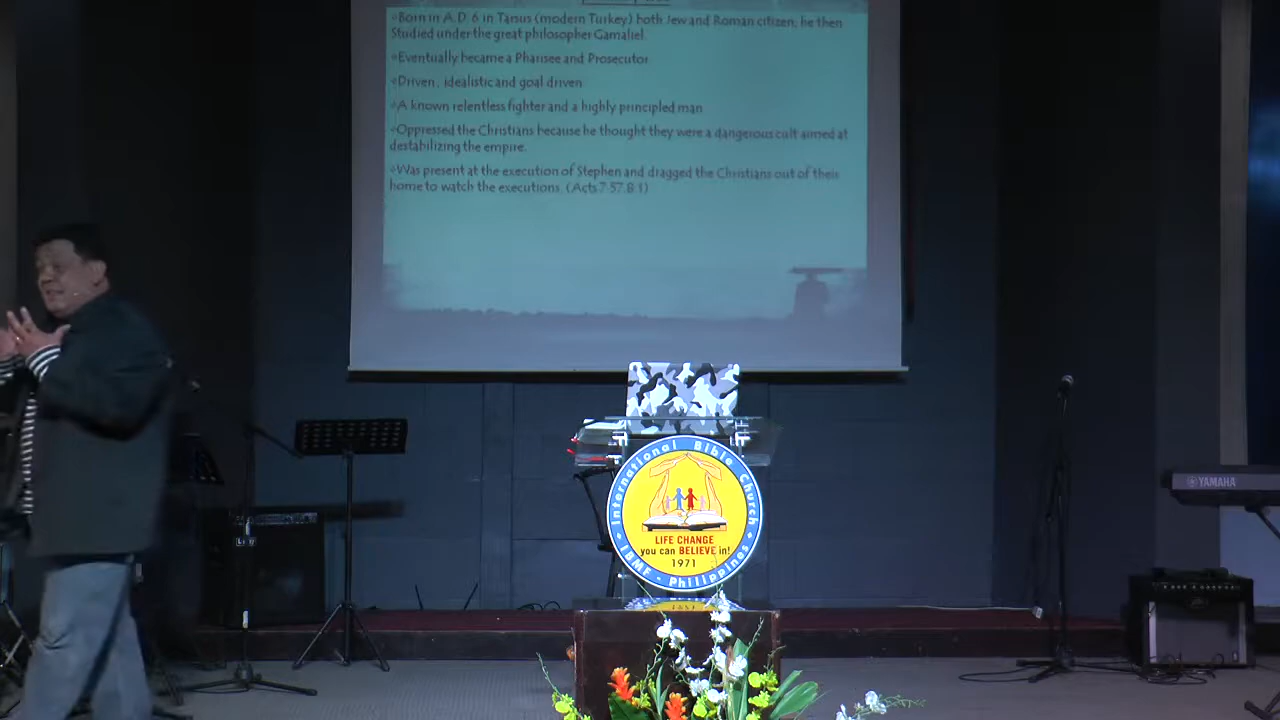 Born in A.D. 6 in Tarsus (modern Turkey) both Jew and Roman citizen, he then
Studied under the great philosopher Gamaliel
Eventually became a Pharisee and Prosecutor
Driven, idealistic and goal driven
A known relentless fighter and a highly principled man
Oppressed the Christians because he thought they were a dangerous cult aimed at
destabilizing the empire.
Was present at the execution of Stephen and dragged the Christians out of their
home to watch the executions. (Acts 7:57,8:3)
International Bible Church
LIFE CHANGE
you can BELIEVE in!
1971
IBMF - Philippines
YAMAHA